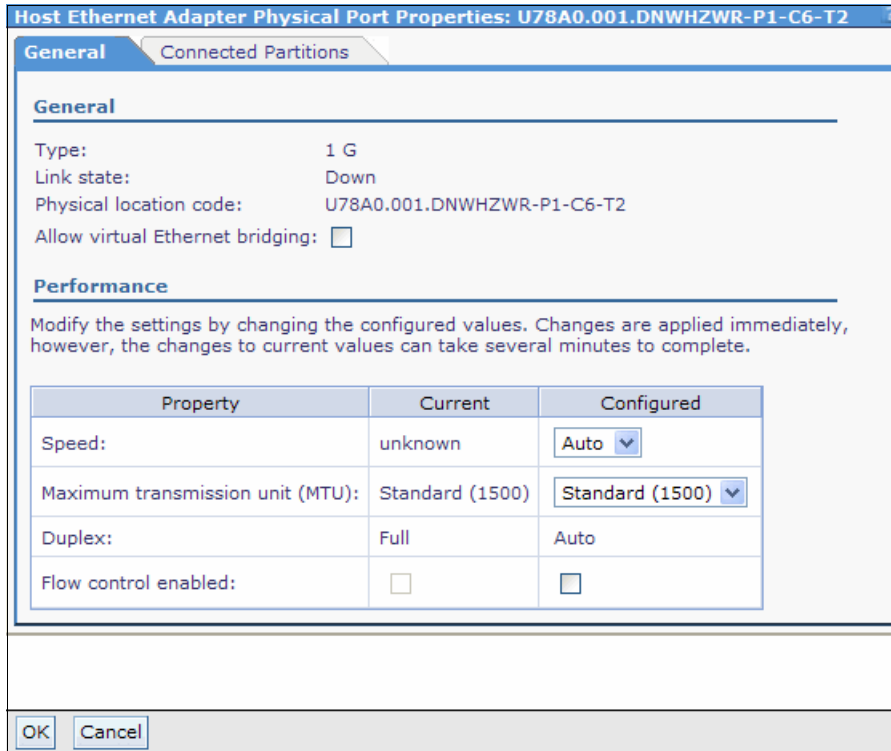 Host Ethernet Adapter Physical Port Properties: U78A0.001.DNWHZWR-P1-C6-T2
General Connected Partitions
General
Type: 1 G
Link state: Down
Physical location code: U78A0.001.DNWHZWR-P1-C6-T2
Allow virtual Ethernet bridging:
Performance
Modify the settings by changing the configured values. Changes are applied immediately,
however, the changes to current values can take several minutes to complete.
Property Current Configured
Speed: unknown Auto
Maximum transmission unit (MTU): Standard (1500) Standard (1500)
Duplex: Full Auto
Flow control enabled:
OK Cancel